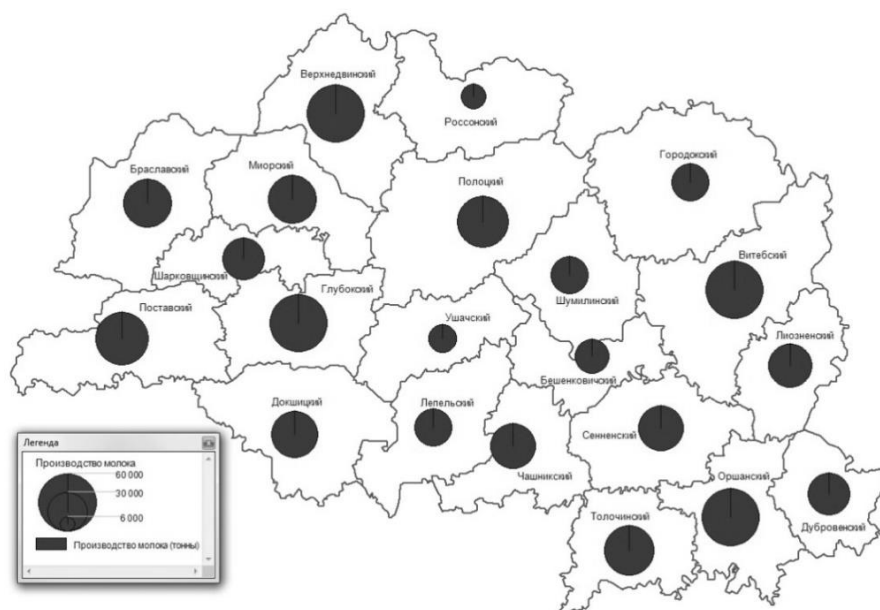 Верхнедвинский
Россонский
Браславский
Миорский
Полоцкий
Городокский
Шарковщинский
Глубокский
Поставский
Ушачский
Шумилинский
Витебский
Лиозненский
Бешенковичский
Докшицкий
Лепельский
Чашникский
Сенненский
Оршанский
Толочинский
Дубровенский
Легенда
Производство молока
60 000
30 000
6 000
Производство молока (тонны)